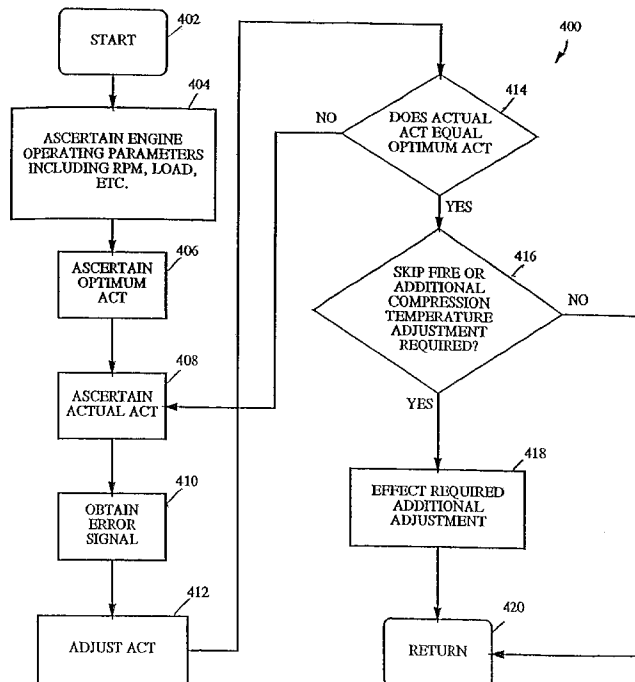 START
402
404
ASCERTAIN ENGINE
OPERATING PARAMETERS
INCLUDING RPM, LOAD,
ETC.
ASCERTAIN
OPTIMUM
ACT
406
408
ASCERTAIN
ACTUAL ACT
410
OBTAIN
ERROR
SIGNAL
412
ADJUST ACT
400
414
DOES ACTUAL
ACT EQUAL
OPTIMUM ACT
NO
YES
416
SKIP FIRE OR
ADDITIONAL
COMPRESSION
TEMPERATURE
ADJUSTMENT
REQUIRED?
NO
YES
418
EFFECT REQUIRED
ADDITIONAL
ADJUSTMENT
420
RETURN